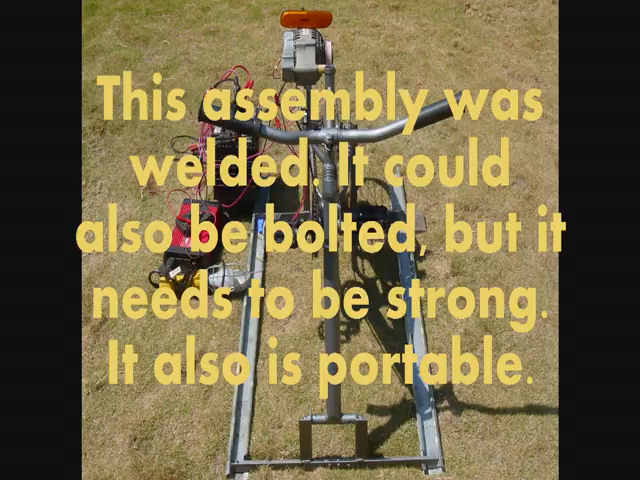 This assembly was
welded. It could
also be bolted, but it
needs to be strong.
It also is portable.